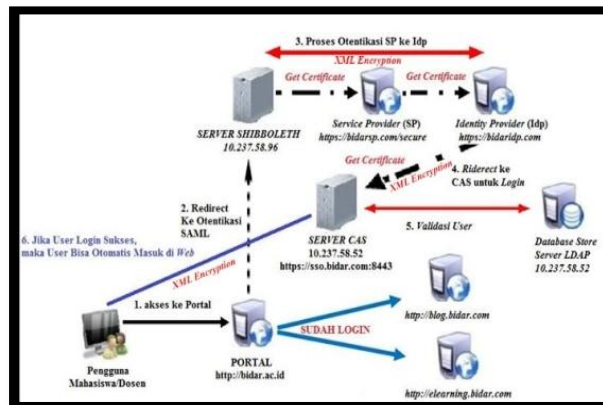 3. Proses Otentikasi SP ke Idp
XML Encryption
Get Certificate
Get Certificate
SERVER SHIBBOLETH
10.237.58.96
Service Provider (SP)
https://bidarsp.com/secure
Identity Provider (Idp)
https://bidaridp.com
Get Certificate
XML Encryption
4. Riderect ke
CAS untuk Login
2. Redirect
Ke Otentikasi
SAML
6. Jika User Login Sukses,
maka User Bisa Otomatis Masuk di Web
XML Encryption
SERVER CAS
10.237.58.52
https://sso.bidar.com:8443
5. Validasi User
Database Store
Server LDAP
10.237.58.52
1. akses ke Portal
http://blog.bidar.com
SUDAH LOGIN
Pengguna
Mahasiswa/Dosen
PORTAL
http://bidar.ac.id
http://elearning.bidar.com